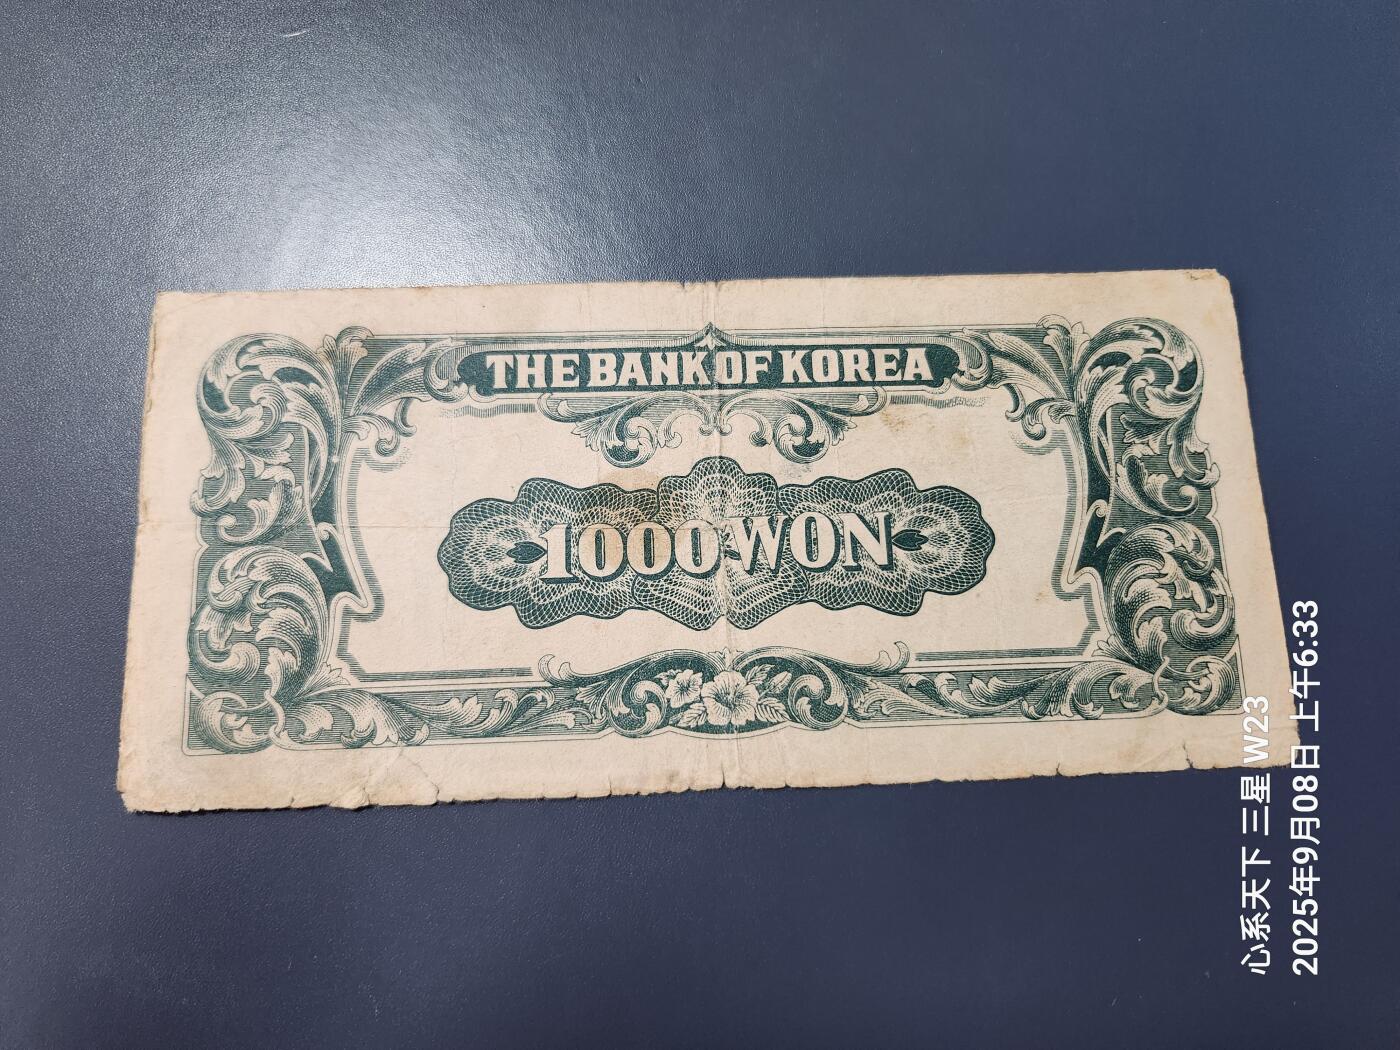 THE BANK OF KOREA
1000 WON
心系天下 三星 W23
2025年9月08日 上午6:33